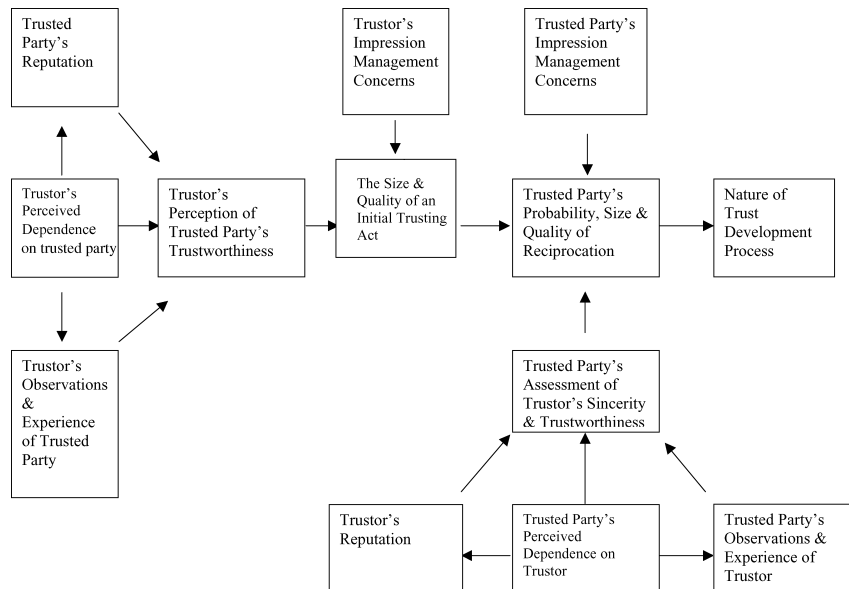 Trusted
Party's
Reputation
Trustor's
Impression
Management
Concerns
Trusted Party's
Impression
Management
Concerns
Trustor's
Perceived
Dependence
on trusted party
Trustor's
Perception of
Trusted Party's
Trustworthiness
The Size &
Quality of an
Initial Trusting
Act
Trusted Party's
Probability, Size &
Quality of
Reciprocation
Nature of
Trust
Development
Process
Trustor's
Observations
&
Experience
of Trusted
Party
Trusted Party's
Assessment of
Trustor's Sincerity
& Trustworthiness
Trustor's
Reputation
Trusted Party's
Perceived
Dependence on
Trustor
Trusted Party's
Observations &
Experience of
Trustor